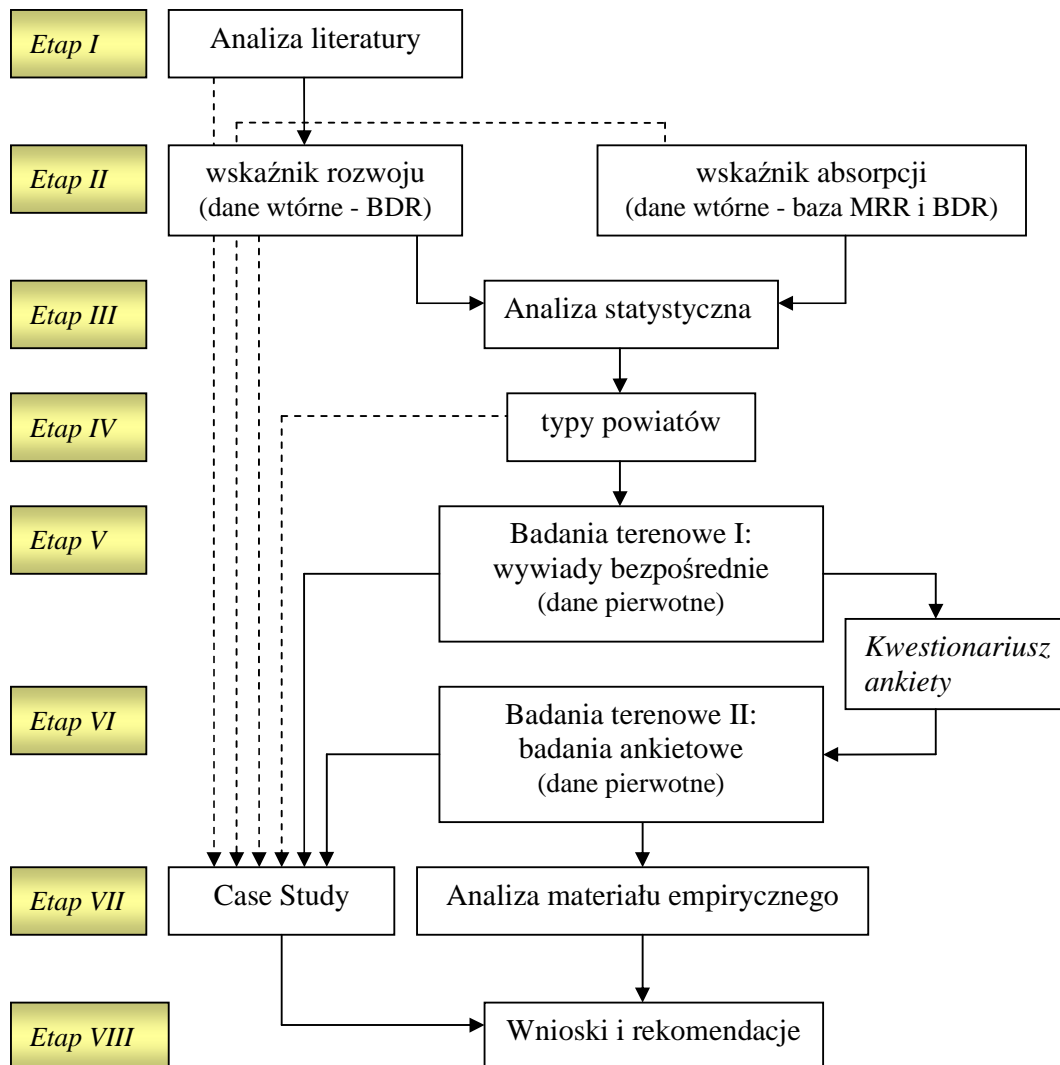 Etap I
Analiza literatury
Etap II
wskaźnik rozwoju
(dane wtórne - BDR)
wskaźnik absorpcji
(dane wtórne - baza MRR i BDR)
Etap III
Analiza statystyczna
Etap IV
typy powiatów
Etap V
Badania terenowe I:
wywiady bezpośrednie
(dane pierwotne)
Kwestionariusz
ankiety
Etap VI
Badania terenowe II:
badania ankietowe
(dane pierwotne)
Etap VII
Case Study
Analiza materiału empirycznego
Etap VIII
Wnioski i rekomendacje